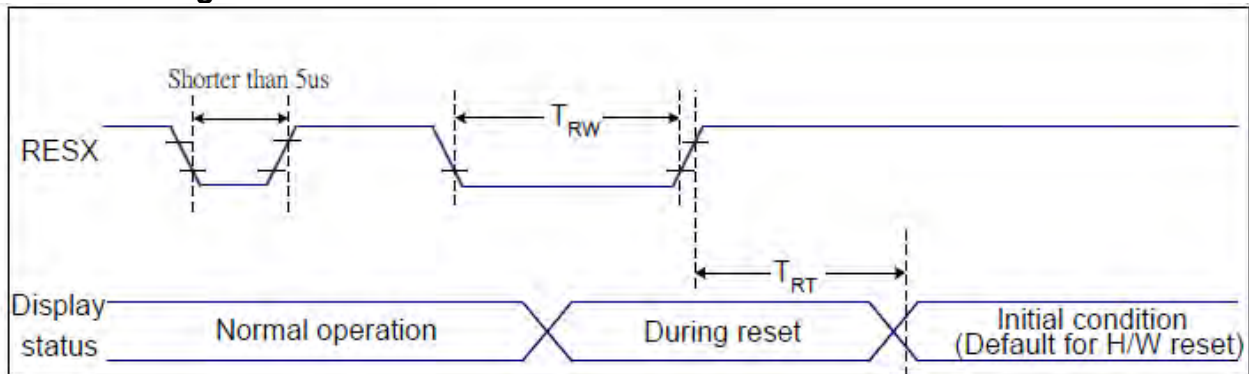 Shorter than 5us
RESX
TRW
TRT
Display
status
Normal operation
During reset
Initial condition
(Default for H/W reset)